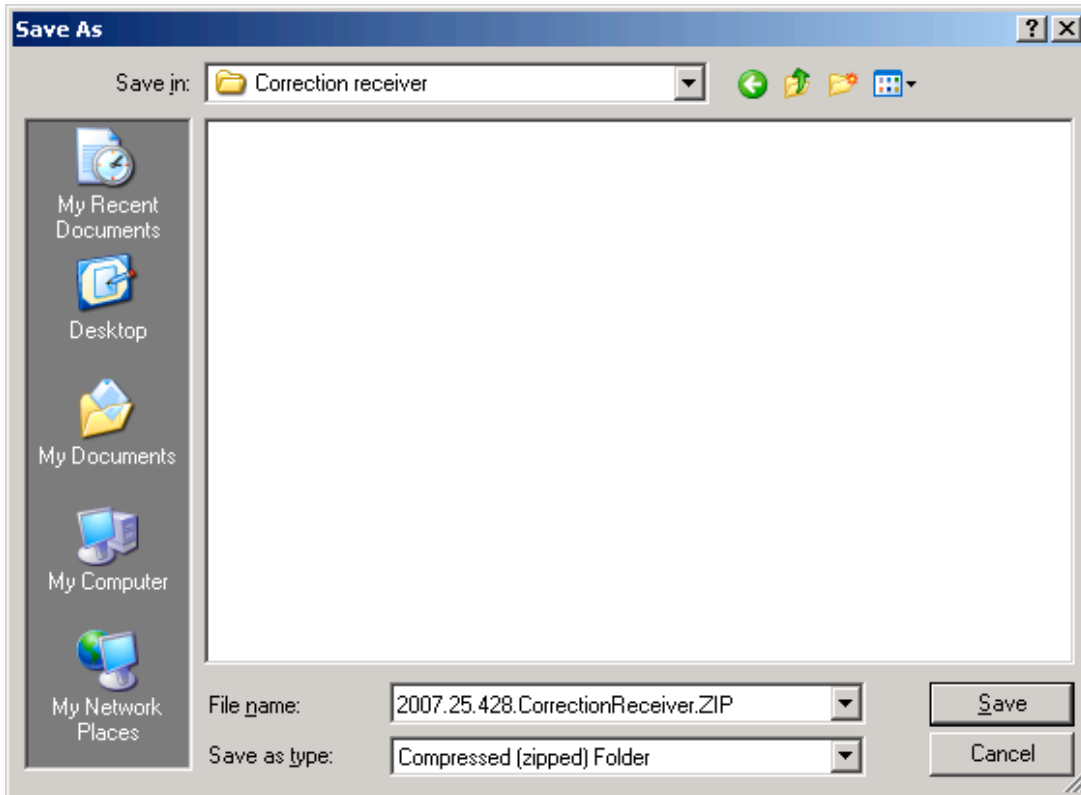 Save As
Save in: Correction receiver
My Recent
Documents
Desktop
My Documents
My Computer
My Network
Places
File name: 2007.25.428.CorrectionReceiver.ZIP Save
Save as type: Compressed (zipped) Folder Cancel